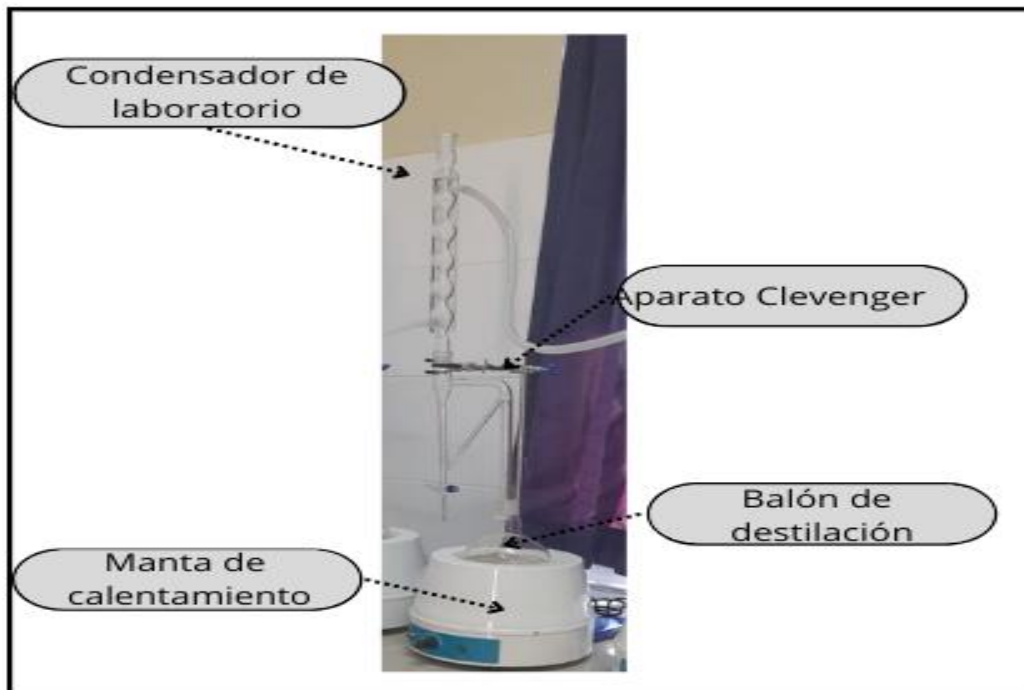 Condensador de
laboratorio
Aparato Clevenger
Balón de
destilación
Manta de
calentamiento